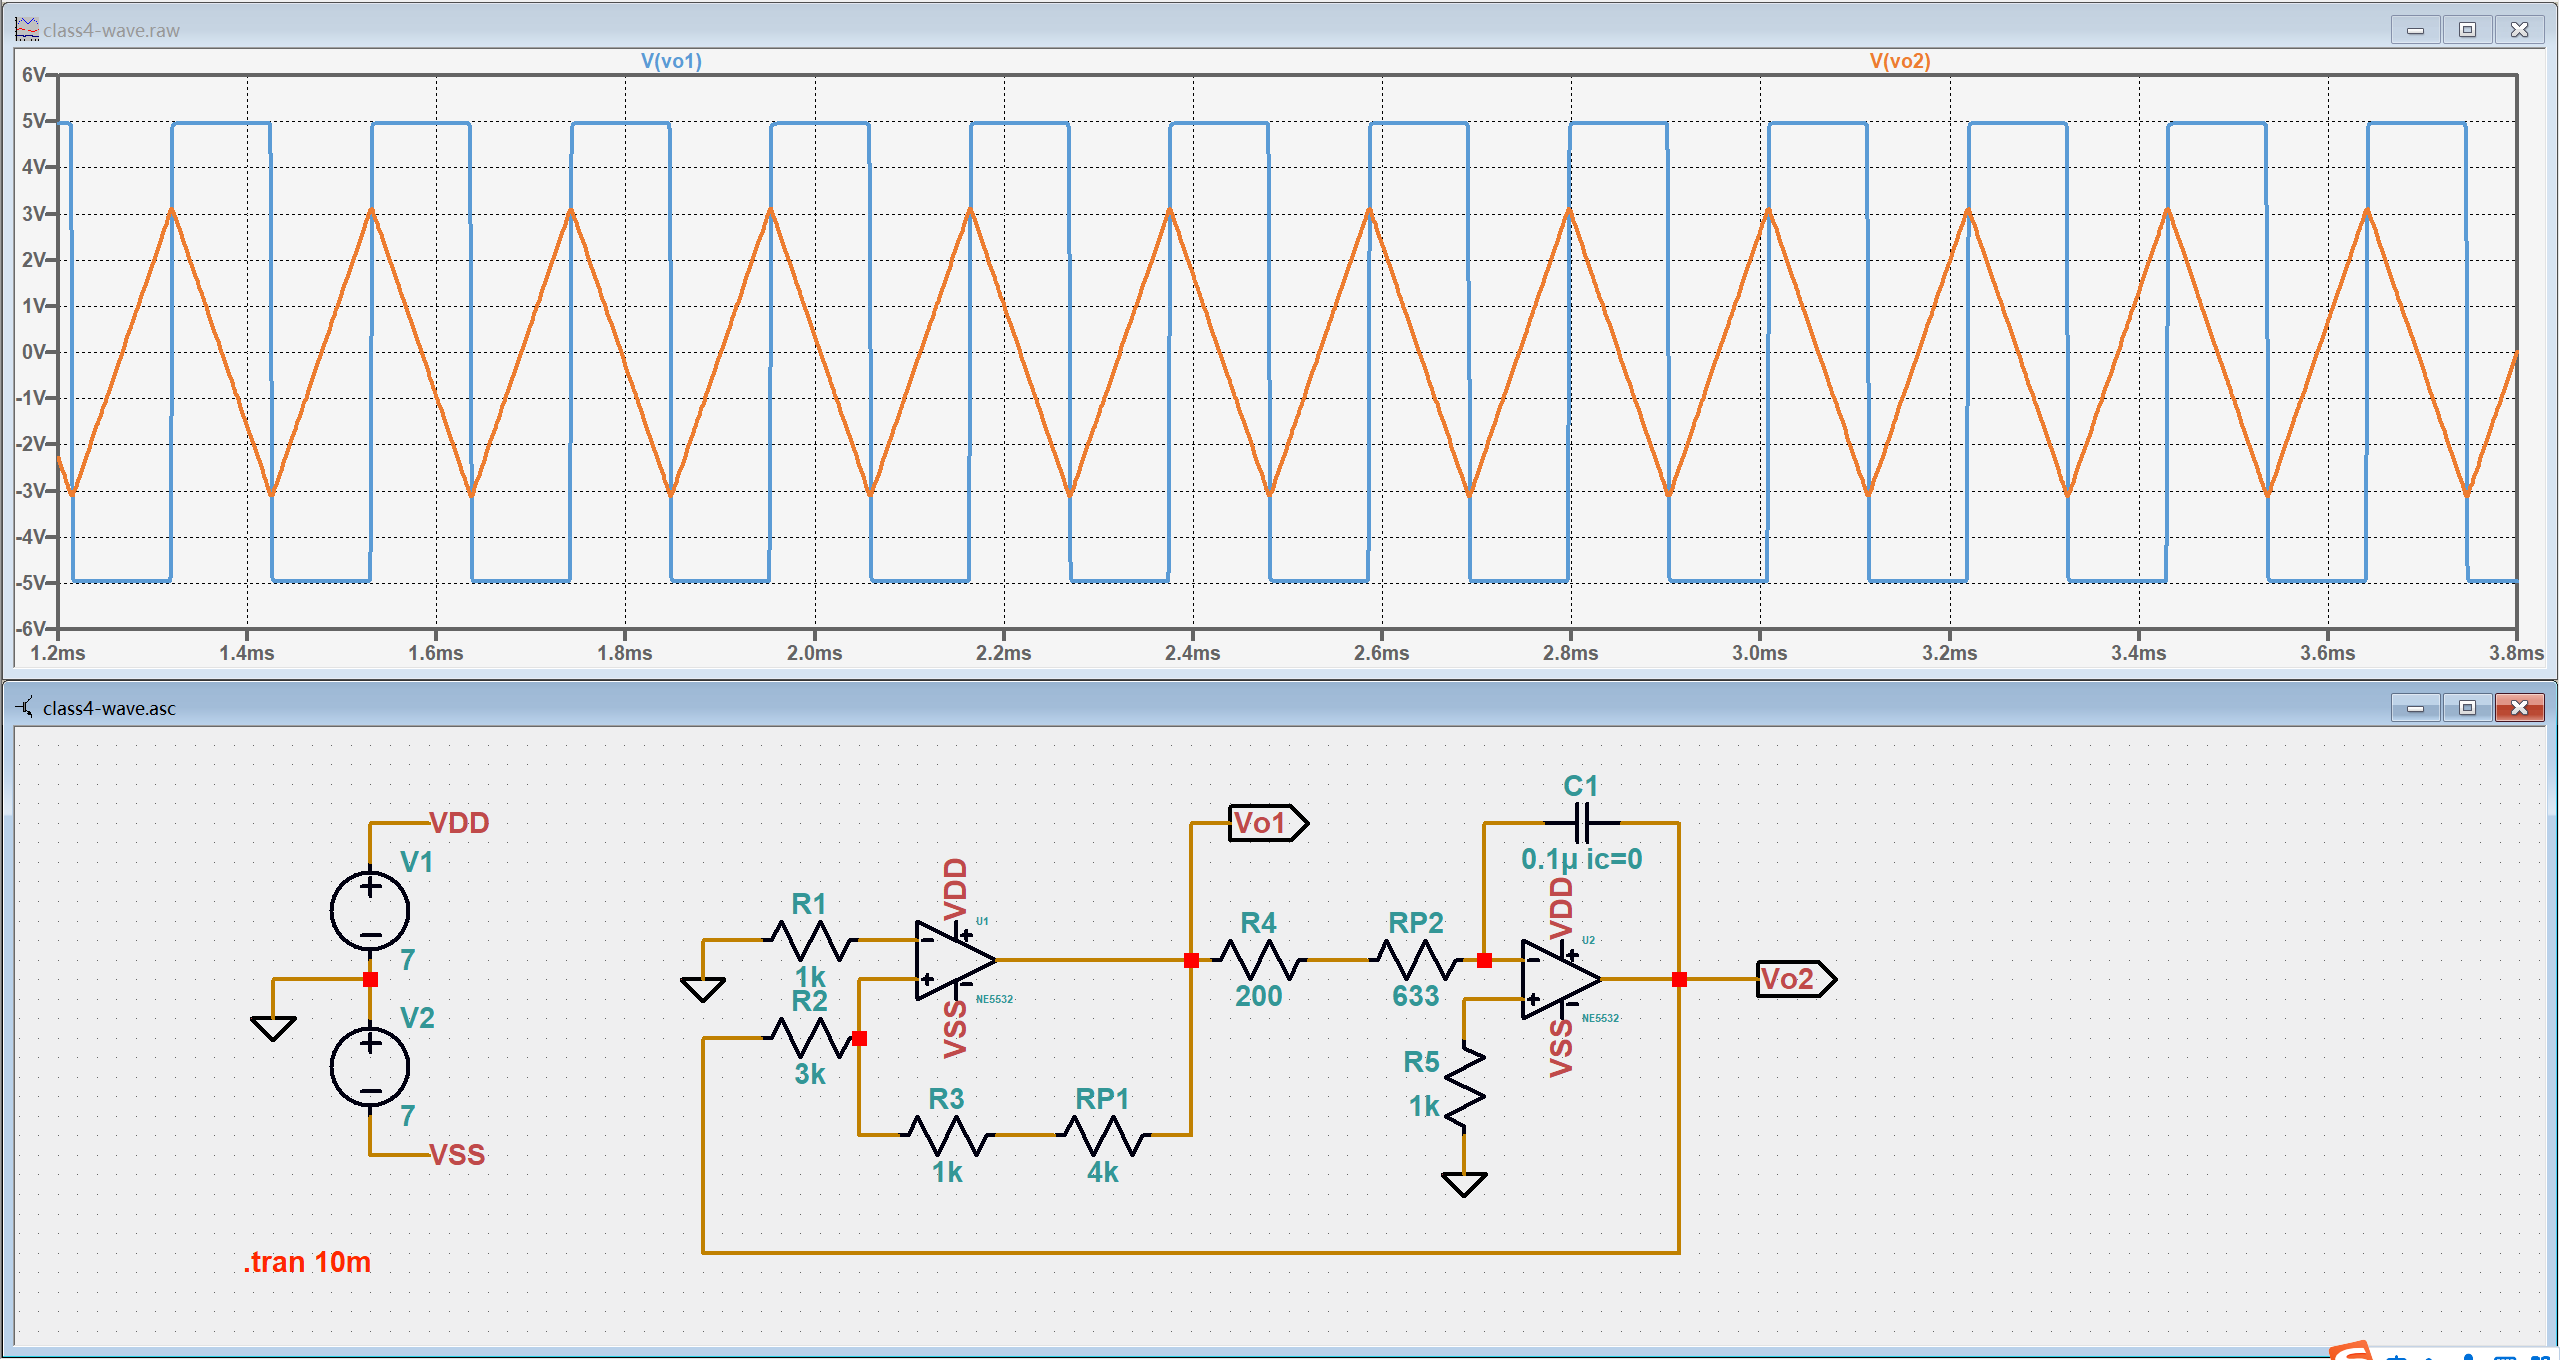 class4-wave.raw
V(vo1) V(vo2)
6V
5V
4V
3V
2V
1V
0V
-1V
-2V
-3V
-4V
-5V
-6V
1.2ms 1.4ms 1.6ms 1.8ms 2.0ms 2.2ms 2.4ms 2.6ms 2.8ms 3.0ms 3.2ms 3.4ms 3.6ms 3.8ms
class4-wave.asc
VDD
V1
7
V2
7
VSS
.tran 10m
R1
1k
R2
3k
VDD
U1
NE5532
VSS
R3
1k
RP1
4k
Vo1
R4
200
RP2
633
C1
0.1µ ic=0
VDD
U2
NE5532
VSS
R5
1k
Vo2